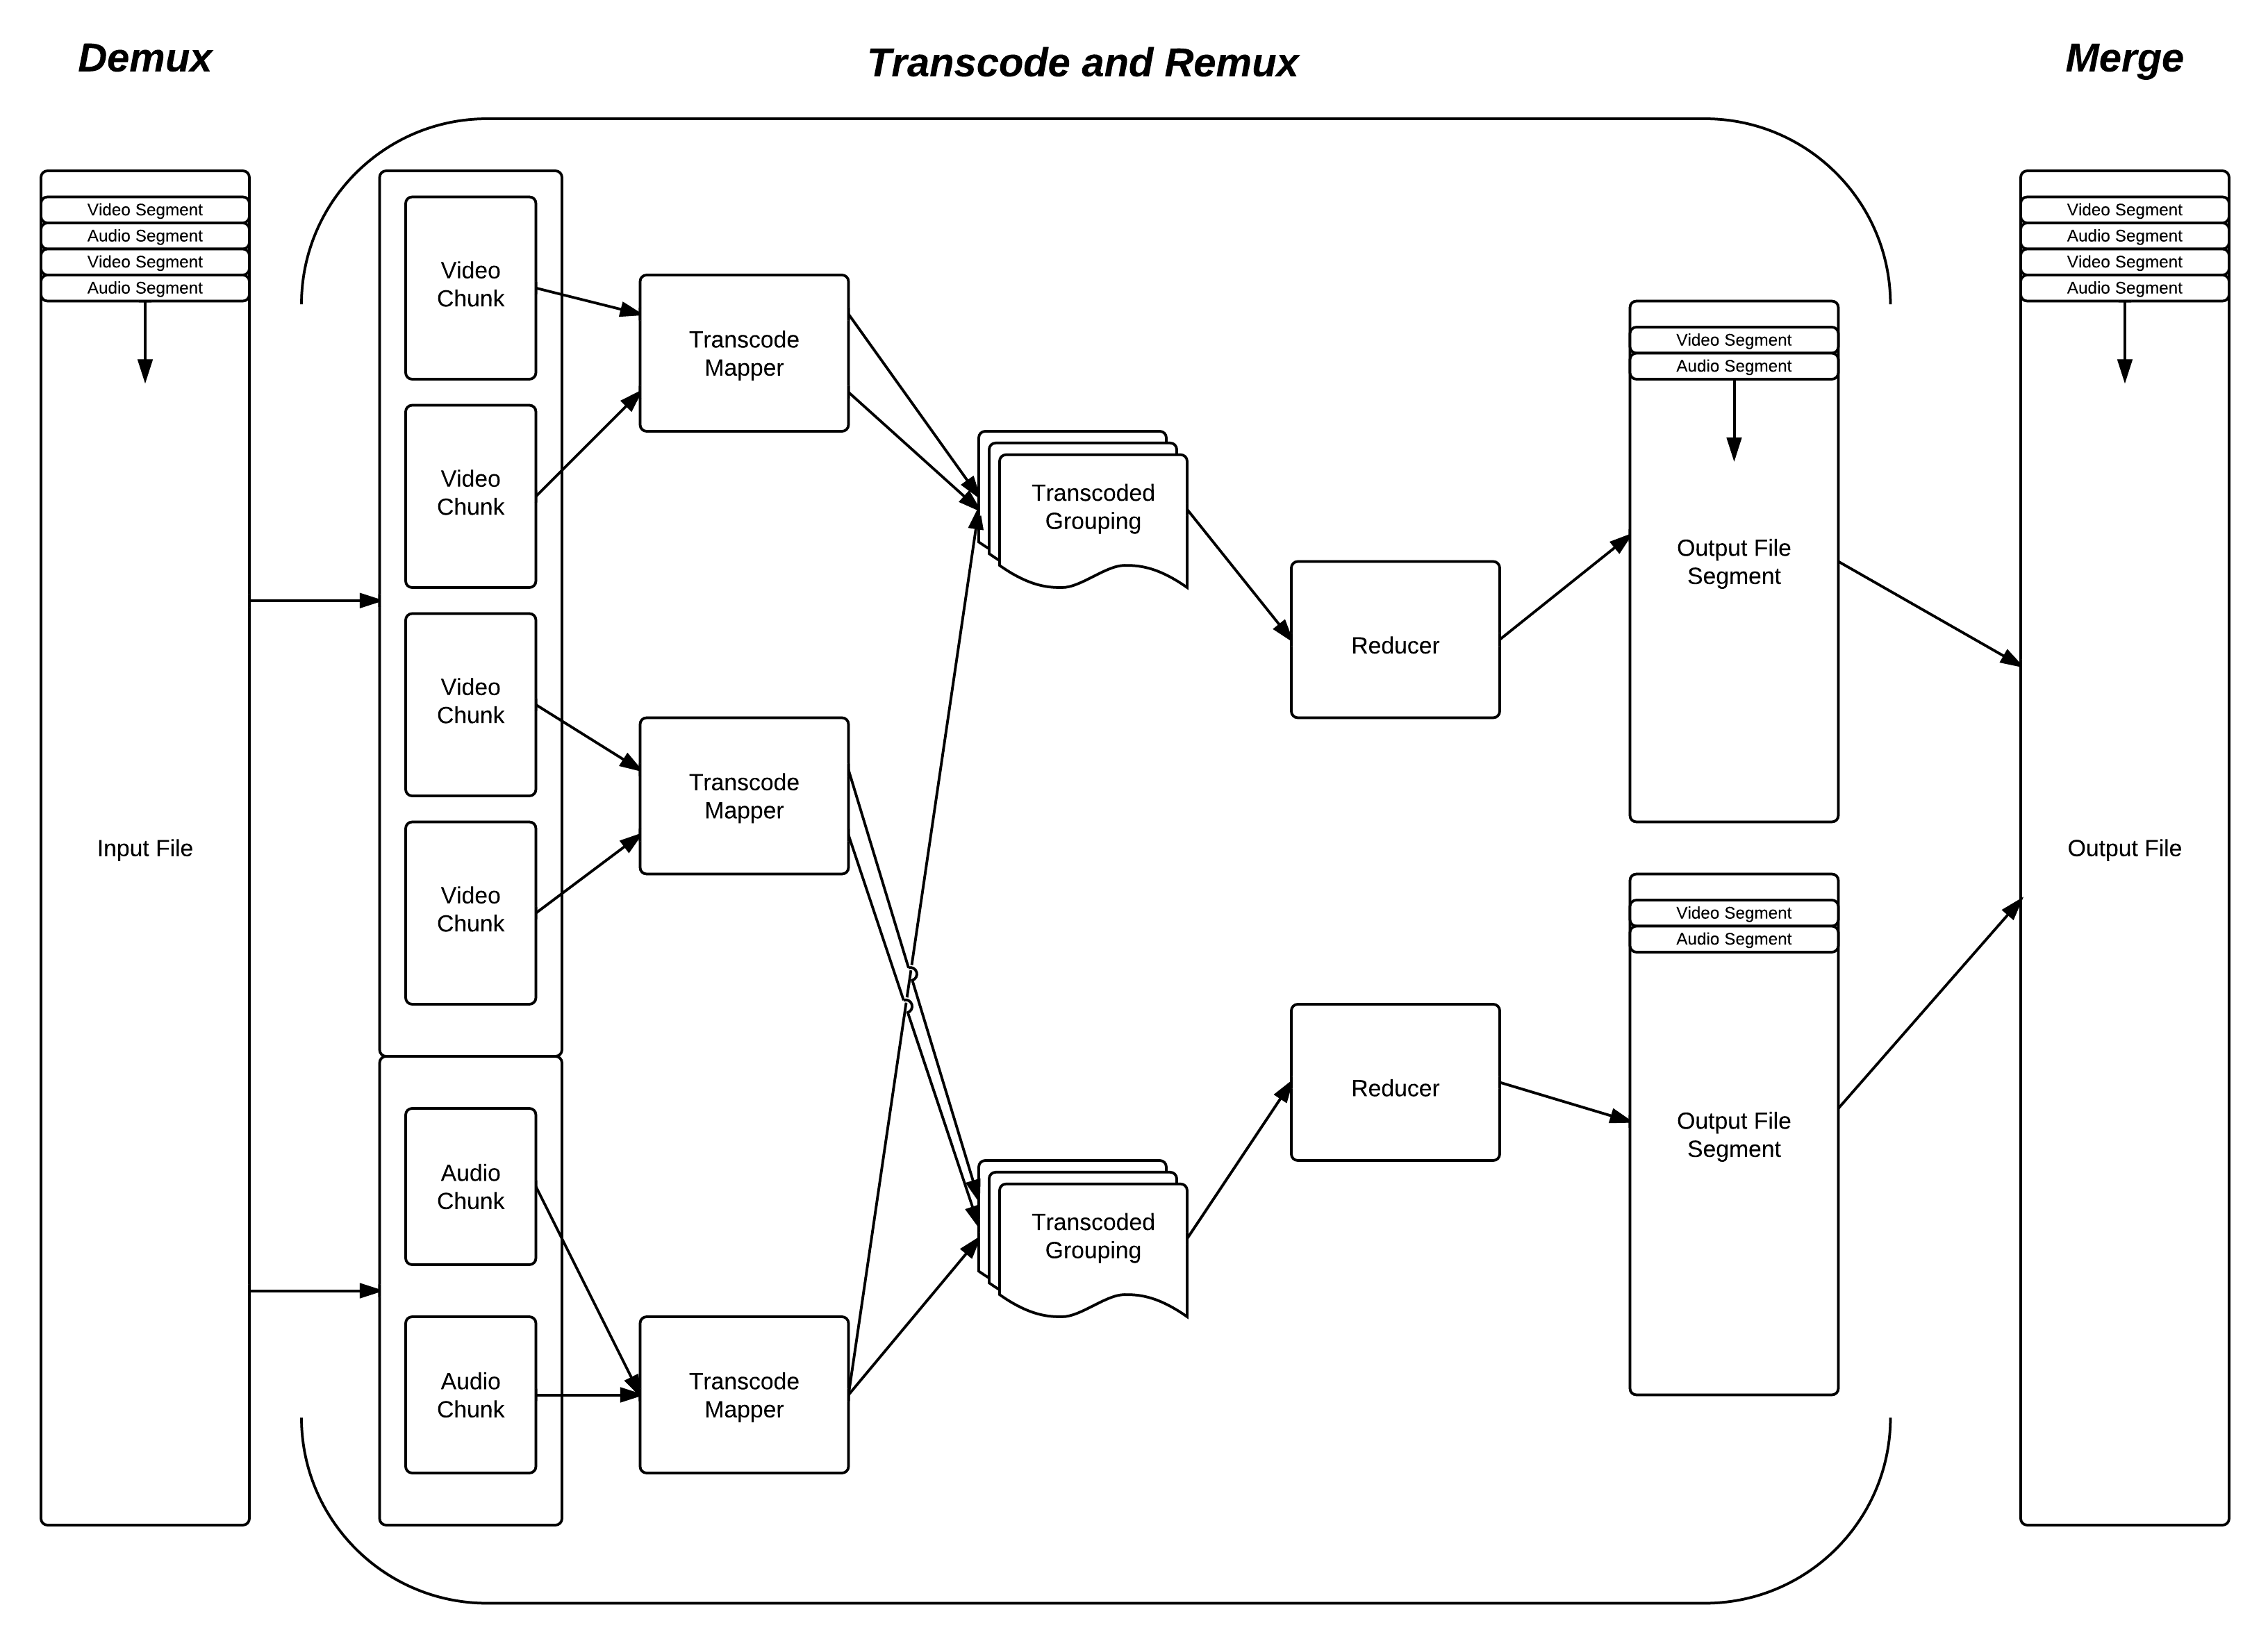 Demux
Transcode and Remux
Merge
Video Segment
Audio Segment
Video Segment
Audio Segment
Input File
Video
Chunk
Video
Chunk
Video
Chunk
Video
Chunk
Audio
Chunk
Audio
Chunk
Transcode
Mapper
Transcode
Mapper
Transcode
Mapper
Transcoded
Grouping
Transcoded
Grouping
Reducer
Reducer
Video Segment
Audio Segment
Output File
Segment
Video Segment
Audio Segment
Output File
Segment
Video Segment
Audio Segment
Video Segment
Audio Segment
Output File